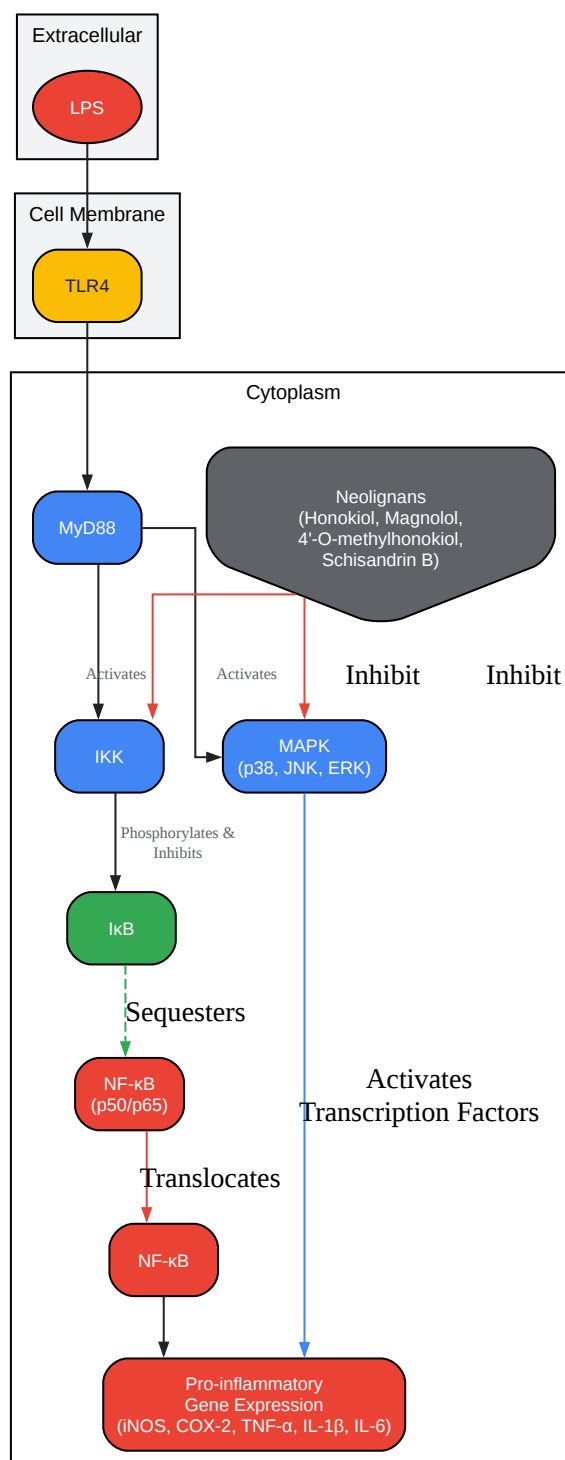 Extracellular
LPS
Cell Membrane
TLR4
Cytoplasm
Neolignans
(Honokiol, Magnolol,
4'-O-methylhonokiol,
Schisandrin B)
MyD88
Activates
Activates
Inhibit
Inhibit
IKK
MAPK
(p38, JNK, ERK)
Phosphorylates &
Inhibits
IκB
Sequesters
NF-κB
(p50/p65)
Activates
Transcription Factors
Translocates
NF-κB
Pro-inflammatory
Gene Expression
(iNOS, COX-2, TNF-α, IL-1β, IL-6)